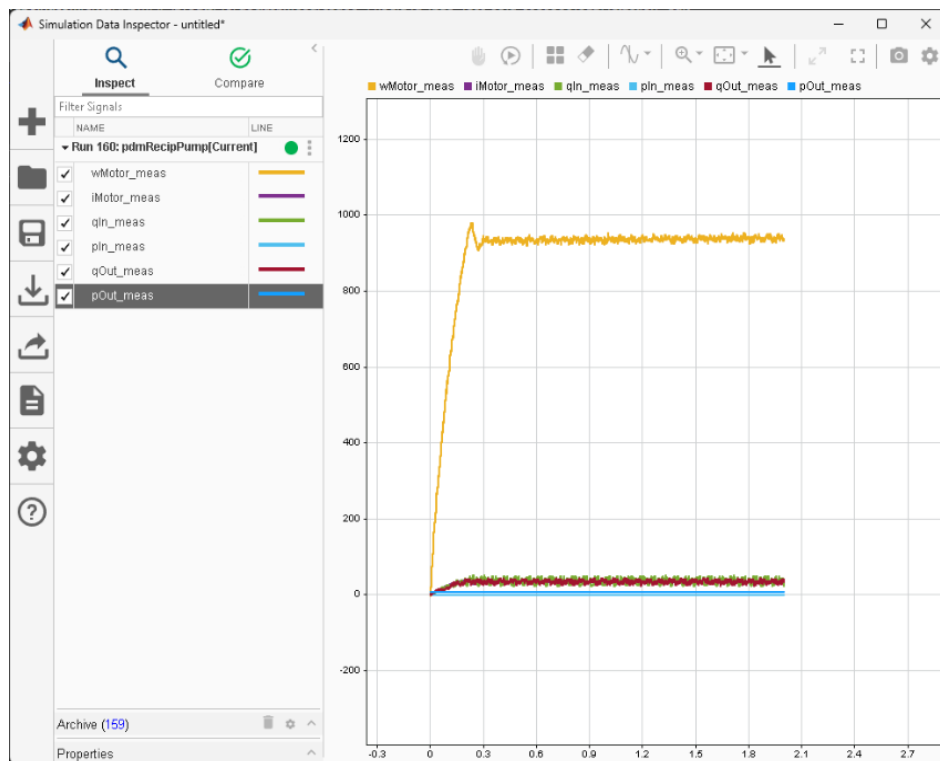 Simulation Data Inspector - untitled*
Inspect
Compare
Filter Signals
NAME LINE
Run 160: pdmRecipPump[Current]
wMotor_meas
iMotor_meas
qIn_meas
pIn_meas
qOut_meas
pOut_meas
Archive (159)
Properties
wMotor_meas iMotor_meas qIn_meas pIn_meas qOut_meas pOut_meas
1200
1000
800
600
400
200
0
-200
-0.3 0 0.3 0.6 0.9 1.2 1.5 1.8 2.1 2.4 2.7